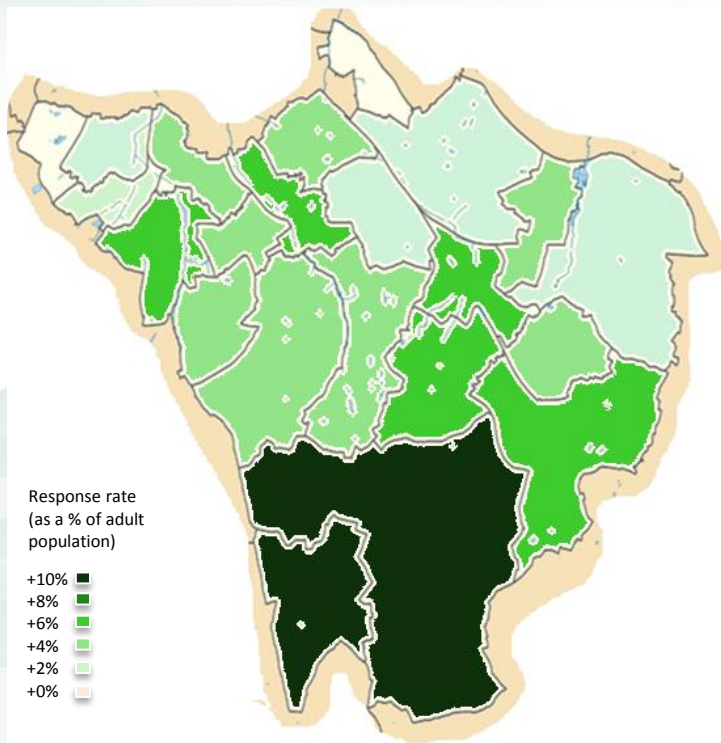 Response rate
(as a % of adult
population)
+10%
+8%
+6%
+4%
+2%
+0%